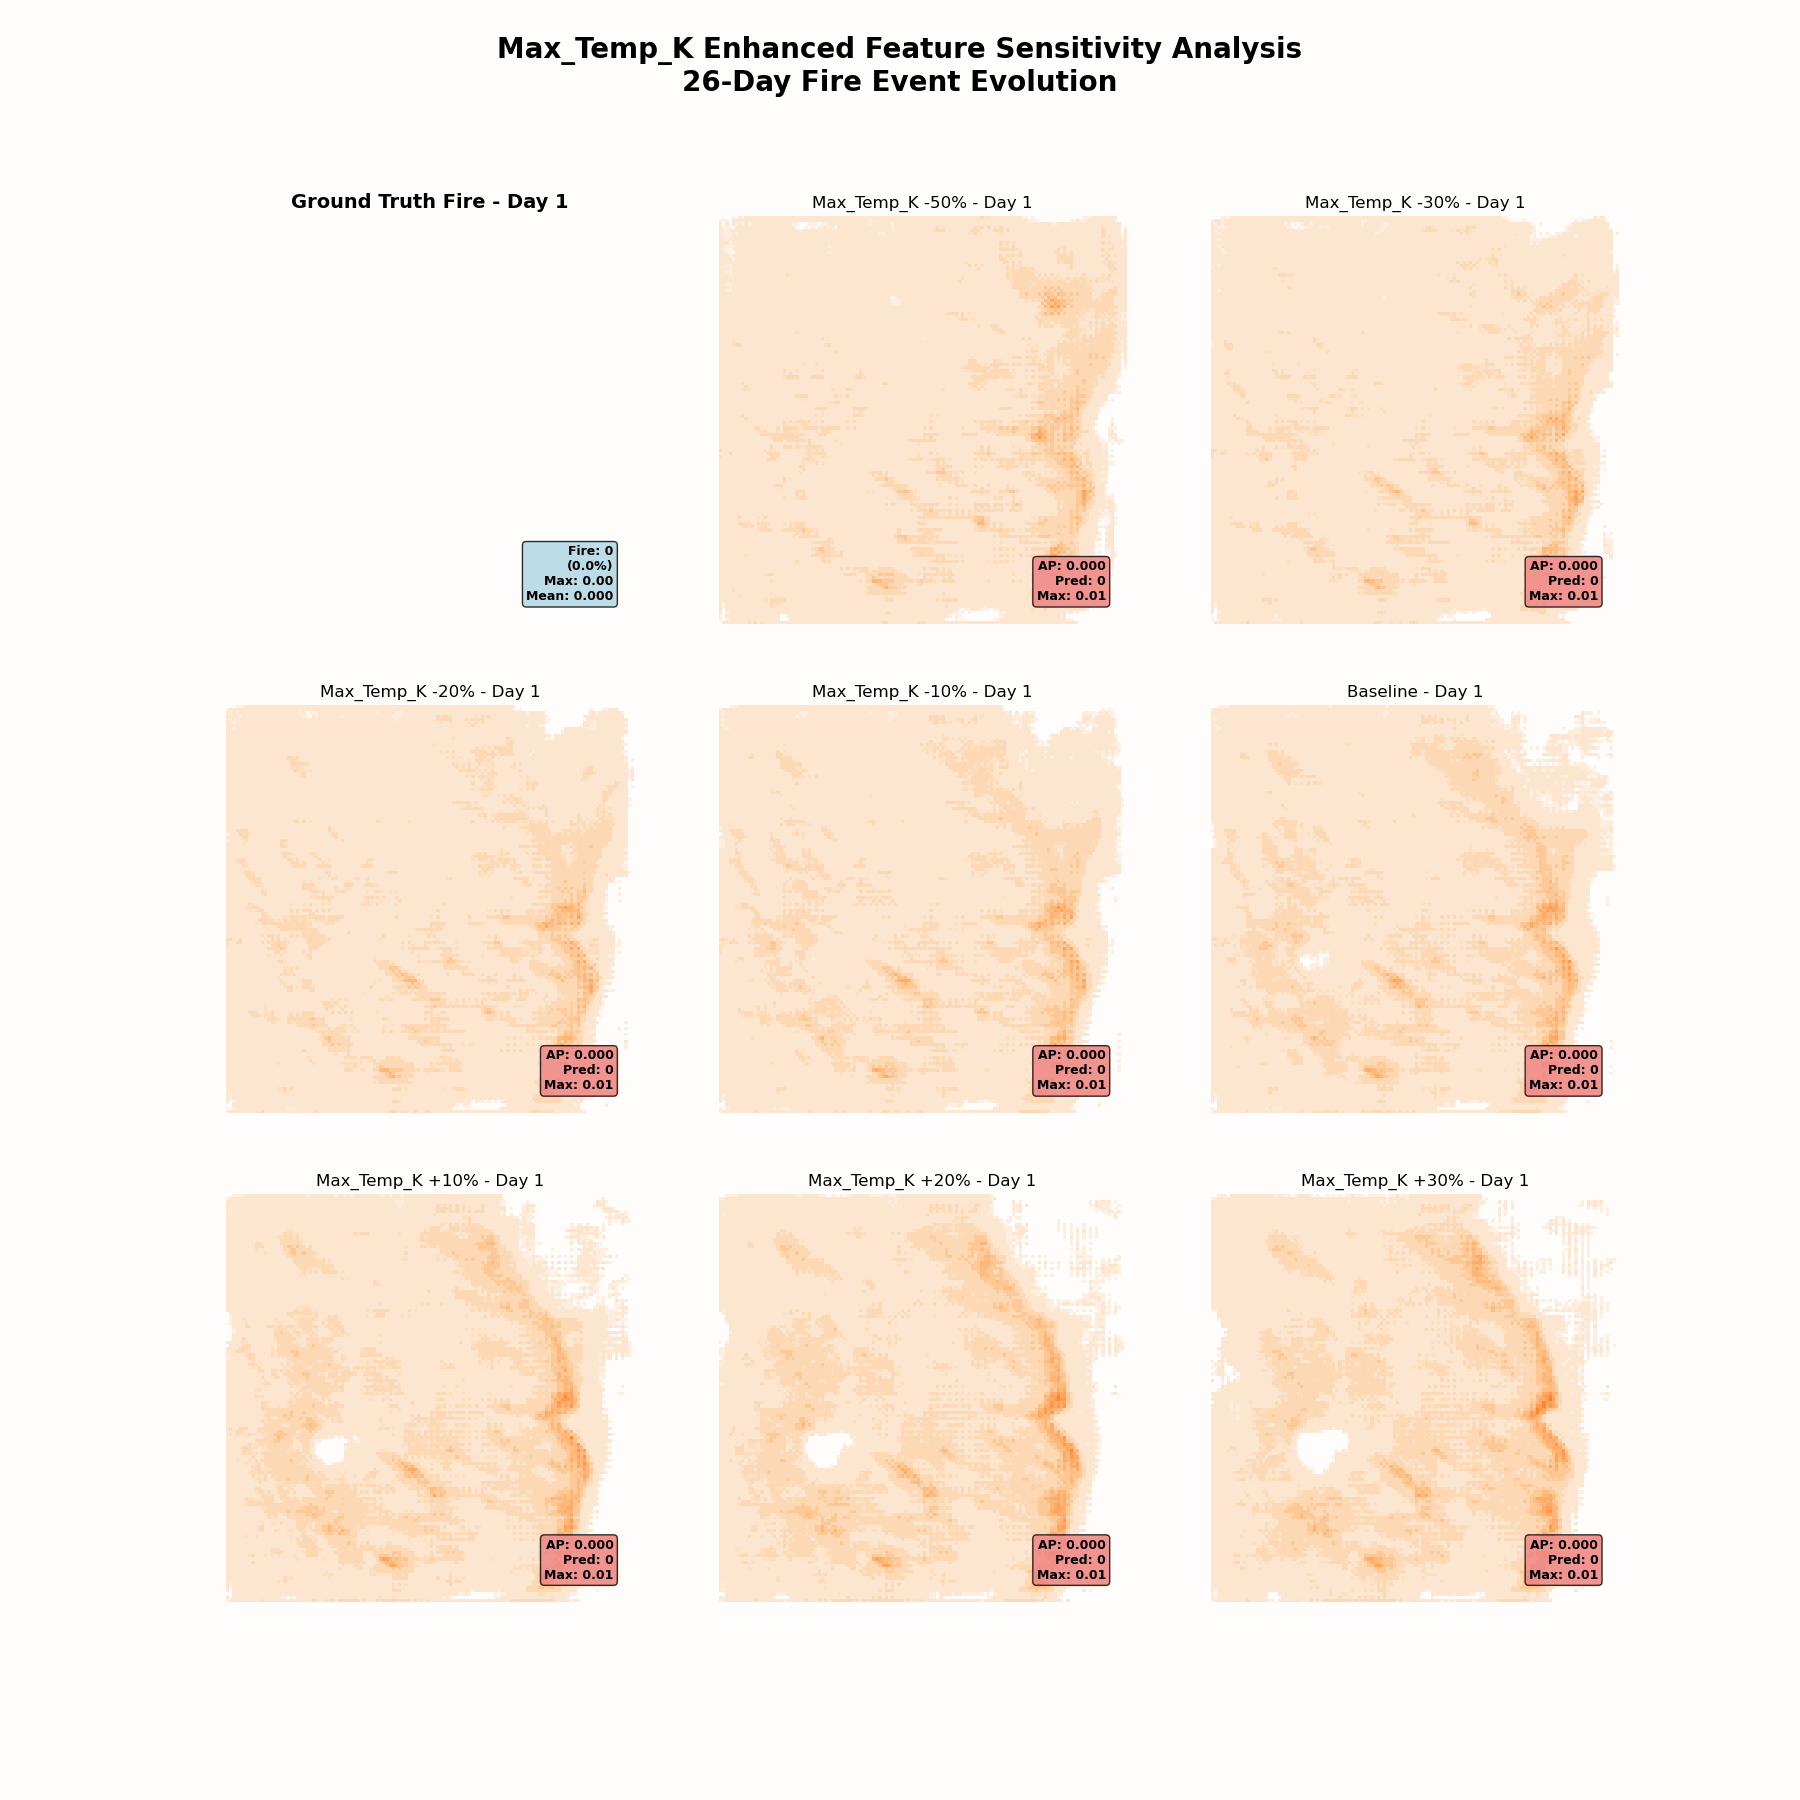 Max_Temp_K Enhanced Feature Sensitivity Analysis
26-Day Fire Event Evolution
Ground Truth Fire - Day 1
Fire: 0
(0.0%)
Max: 0.00
Mean: 0.000
Max_Temp_K -50% - Day 1
AP: 0.000
Pred: 0
Max: 0.01
Max_Temp_K -30% - Day 1
AP: 0.000
Pred: 0
Max: 0.01
Max_Temp_K -20% - Day 1
AP: 0.000
Pred: 0
Max: 0.01
Max_Temp_K -10% - Day 1
AP: 0.000
Pred: 0
Max: 0.01
Baseline - Day 1
AP: 0.000
Pred: 0
Max: 0.01
Max_Temp_K +10% - Day 1
AP: 0.000
Pred: 0
Max: 0.01
Max_Temp_K +20% - Day 1
AP: 0.000
Pred: 0
Max: 0.01
Max_Temp_K +30% - Day 1
AP: 0.000
Pred: 0
Max: 0.01